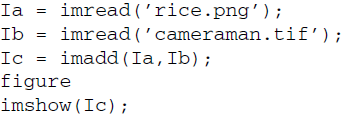 Ia = imread(’rice.png’);
Ib = imread(’cameraman.tif’);
Ic = imadd(Ia,Ib);
figure
imshow(Ic);